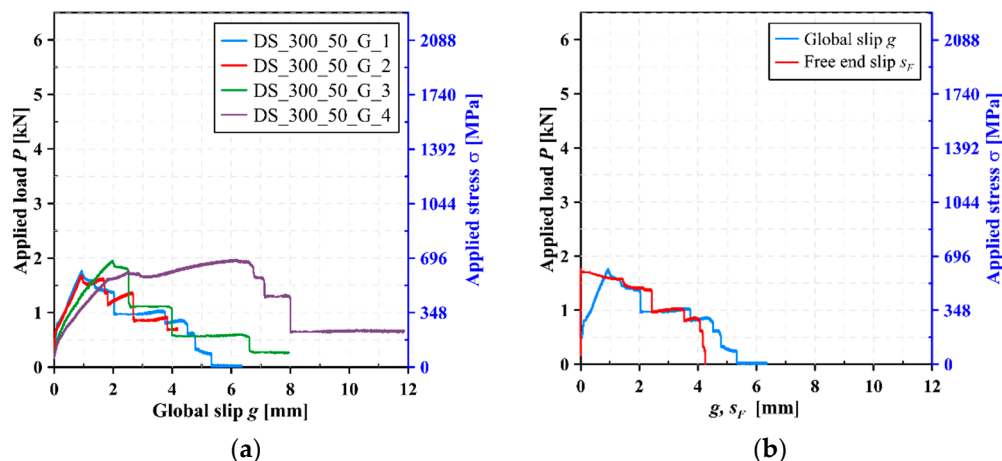 DS_300_50_G_1
DS_300_50_G_2
DS_300_50_G_3
DS_300_50_G_4
Applied load P [kN]
6
5
4
3
2
1
0
0 2 4 6 8 10 12
Global slip g [mm]
2088
1740
1392
1044
696
348
0
Applied stress σ [MPa]
(a)
Global slip g
Free end slip s_F
Applied load P [kN]
6
5
4
3
2
1
0
0 2 4 6 8 10 12
g, s_F [mm]
2088
1740
1392
1044
696
348
0
Applied stress σ [MPa]
(b)